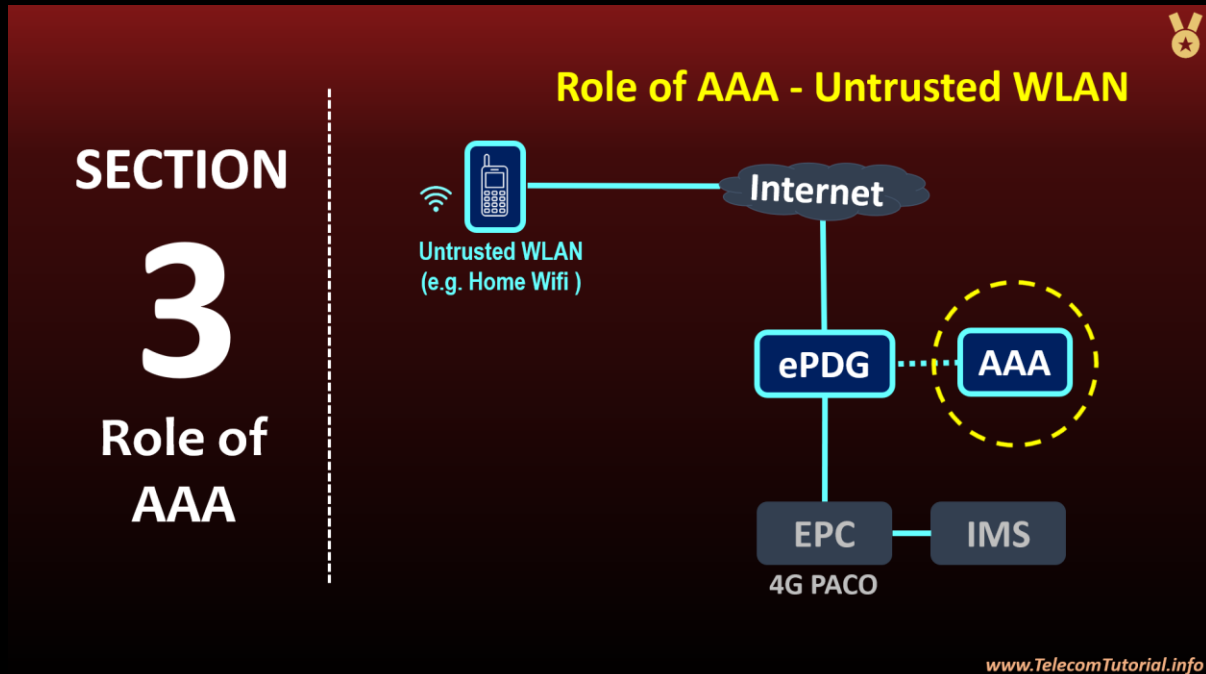 SECTION
3
Role of
AAA
Role of AAA - Untrusted WLAN
Internet
Untrusted WLAN
(e.g. Home Wifi )
ePDG
AAA
EPC
IMS
4G PACO
www.TelecomTutorial.info